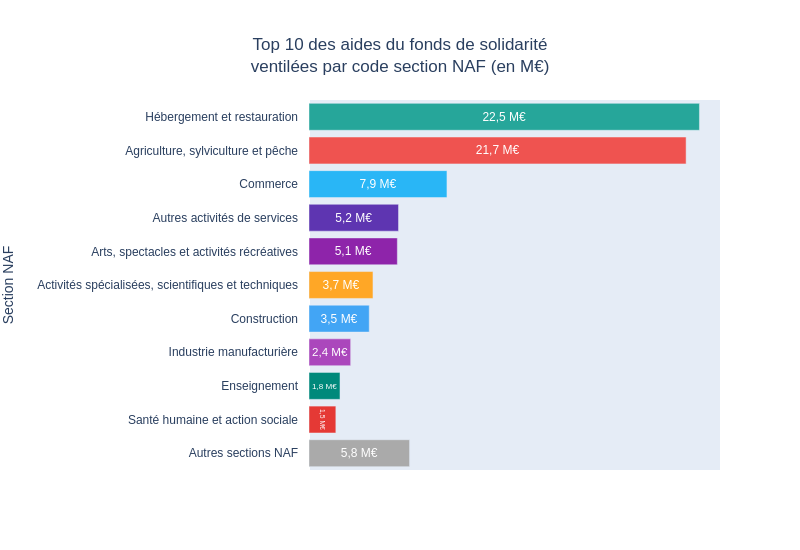 Top 10 des aides du fonds de solidarité
ventilées par code section NAF (en M€)
Section NAF
Hébergement et restauration 22,5 M€
Agriculture, sylviculture et pêche 21,7 M€
Commerce 7,9 M€
Autres activités de services 5,2 M€
Arts, spectacles et activités récréatives 5,1 M€
Activités spécialisées, scientifiques et techniques 3,7 M€
Construction 3,5 M€
Industrie manufacturière 2,4 M€
Enseignement 1,8 M€
Santé humaine et action sociale 1,5 M€
Autres sections NAF 5,8 M€